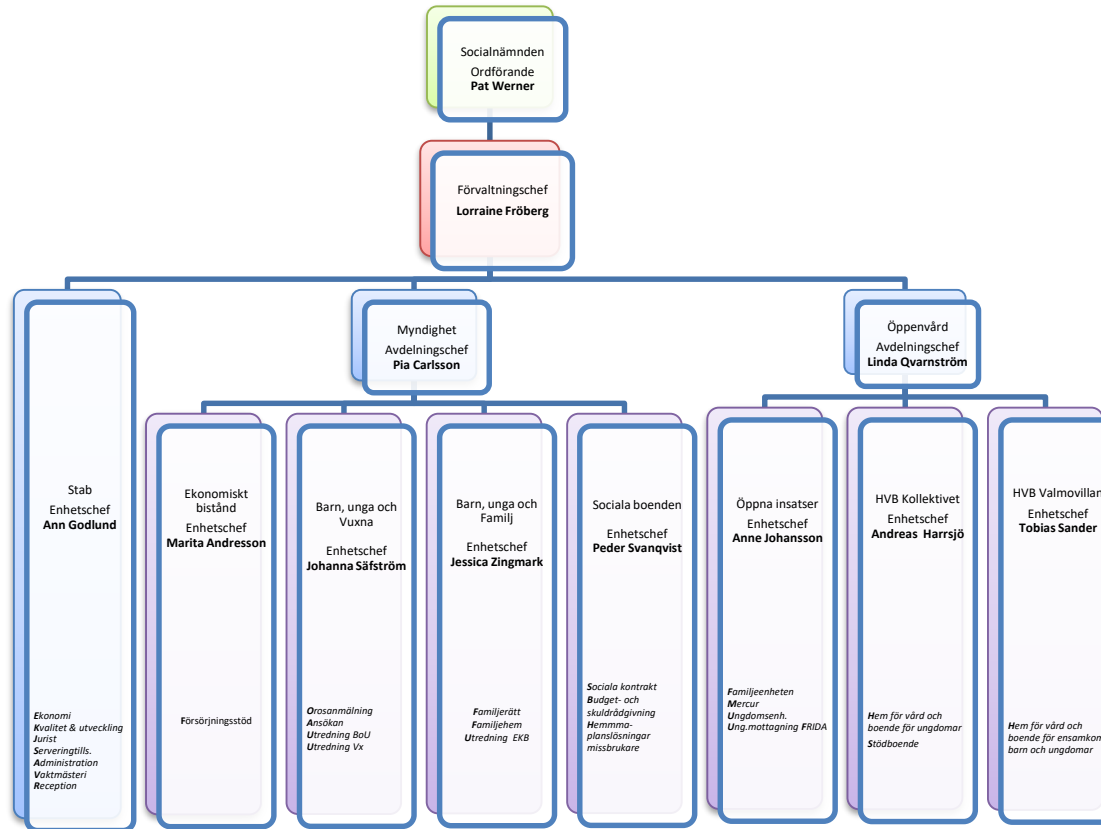 Socialnämnden
Ordförande
Pat Werner
Förvaltningschef
Lorraine Fröberg
Myndighet
Avdelningschef
Pia Carlsson
Öppenvård
Avdelningschef
Linda Qvarnström
Stab
Enhetschef
Ann Godlund
Ekonomi
Kvalitet & utveckling
Jurist
Serveringtills.
Administration
Vaktmästeri
Reception
Ekonomiskt
bistånd
Enhetschef
Marita Andresson
Försörjningsstöd
Barn, unga och
Vuxna
Enhetschef
Johanna Säfström
Orosanmälning
Ansökan
Utredning BoU
Utredning Vx
Barn, unga och
Familj
Enhetschef
Jessica Zingmark
Familjerätt
Familjehem
Utredning EKB
Sociala boenden
Enhetschef
Peder Svanqvist
Sociala kontrakt
Budget- och
skuldrådgivning
Hemmma-
planslösningar
missbrukare
Öppna insatser
Enhetschef
Anne Johansson
Familjeenheten
Mercur
Ungdomsenh.
Ung.mottagning FRIDA
HVB Kollektivet
Enhetschef
Andreas Harrsjö
Hem för vård och
boende för ungdomar
Stödboende
HVB Valmovillan
Enhetschef
Tobias Sander
Hem för vård och
boende för ensamkom
barn och ungdomar